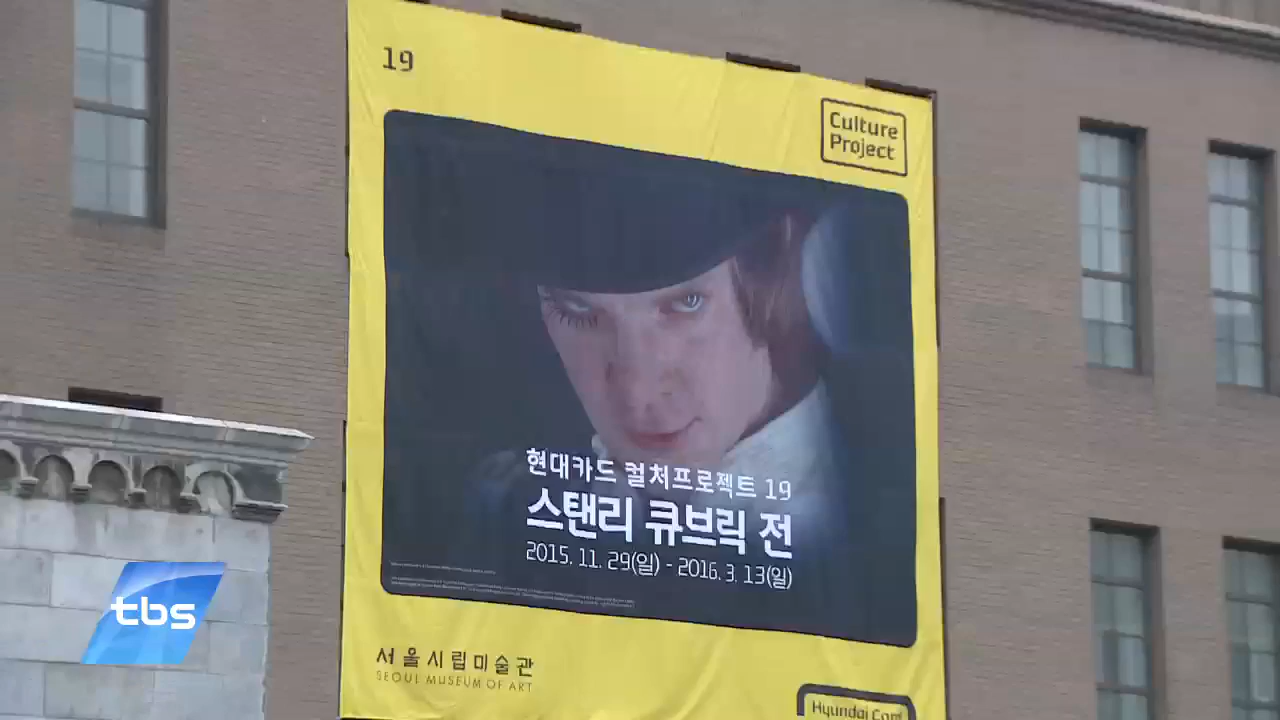 19
Culture
Project
현대카드 컬처프로젝트 19
스탠리 큐브릭 전
2015. 11. 29(일) - 2016. 3. 13(일)
tbs
서울시립미술관
SEOUL MUSEUM OF ART
Hyundai Card